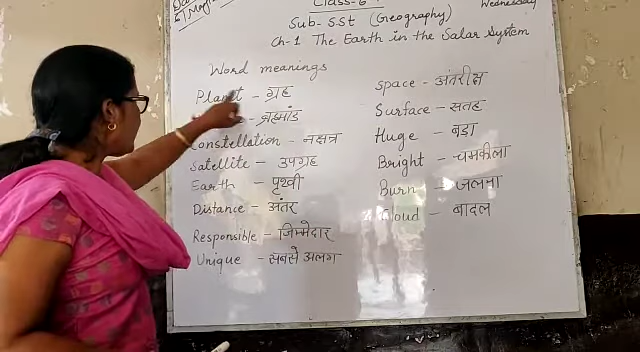 Class-6
Wednesday
Sub- S.St (Geography)
Ch-1 The Earth in the Salar System
Word meanings
Planet - ग्रह
- ब्रह्मांड
Constellation - नक्षत्र
Satellite - उपग्रह
Earth - पृथ्वी
Distance - अंतर
Responsible - जिम्मेदार
Unique - सबसे अलग
Space - अंतरीक्ष
Surface - सतह
Huge - बड़ा
Bright - चमकीला
Burn - जलना
Cloud - बादल